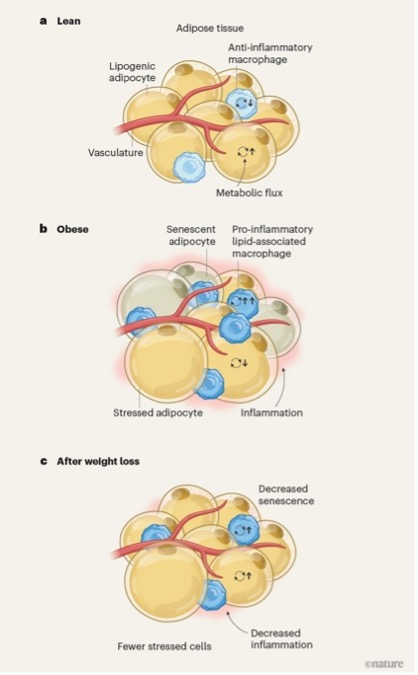 a Lean
Adipose tissue
Anti-inflammatory
macrophage
Lipogenic
adipocyte
Vasculature
Metabolic flux
b Obese
Senescent
adipocyte
Pro-inflammatory
lipid-associated
macrophage
Stressed adipocyte
Inflammation
c After weight loss
Decreased
senescence
Fewer stressed cells
Decreased
inflammation
©nature